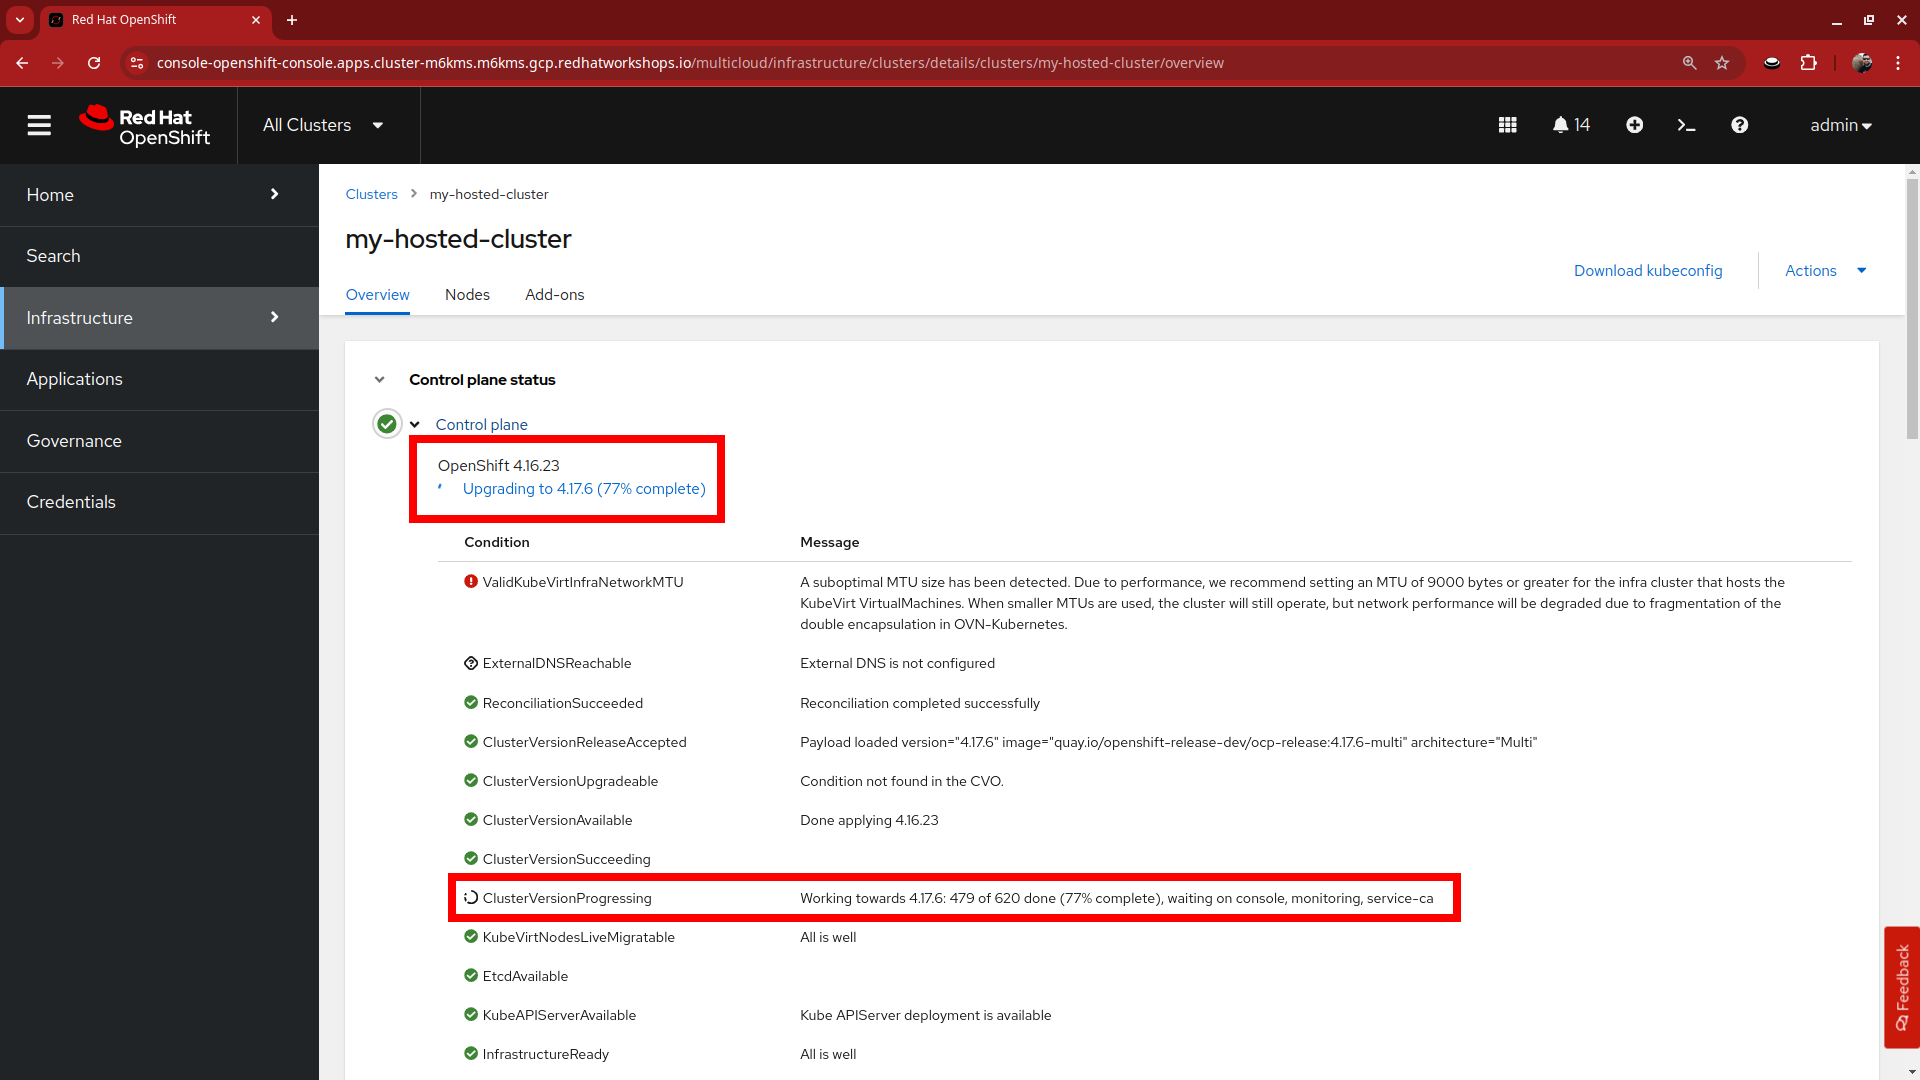 Red Hat OpenShift
console-openshift-console.apps.cluster-m6kms.m6kms.gcp.redhatworkshops.io/multicloud/infrastructure/clusters/details/clusters/my-hosted-cluster/overview
Red Hat
OpenShift
All Clusters
14
admin
Home
Search
Infrastructure
Applications
Governance
Credentials
Clusters
my-hosted-cluster
my-hosted-cluster
Download kubeconfig
Actions
Overview
Nodes
Add-ons
Control plane status
Control plane
OpenShift 4.16.23
Upgrading to 4.17.6 (77% complete)
Condition Message
ValidKubeVirtInfraNetworkMTU A suboptimal MTU size has been detected. Due to performance, we recommend setting an MTU of 9000 bytes or greater for the infra cluster that hosts the
KubeVirt VirtualMachines. When smaller MTUs are used, the cluster will still operate, but network performance will be degraded due to fragmentation of the
double encapsulation in OVN-Kubernetes.
ExternalDNSReachable External DNS is not configured
ReconciliationSucceeded Reconciliation completed successfully
ClusterVersionReleaseAccepted Payload loaded version="4.17.6" image="quay.io/openshift-release-dev/ocp-release:4.17.6-multi" architecture="Multi"
ClusterVersionUpgradeable Condition not found in the CVO.
ClusterVersionAvailable Done applying 4.16.23
ClusterVersionSucceeding
ClusterVersionProgressing Working towards 4.17.6: 479 of 620 done (77% complete), waiting on console, monitoring, service-ca
KubeVirtNodesLiveMigratable All is well
EtcdAvailable
KubeAPIServerAvailable Kube APIServer deployment is available
InfrastructureReady All is well
Feedback